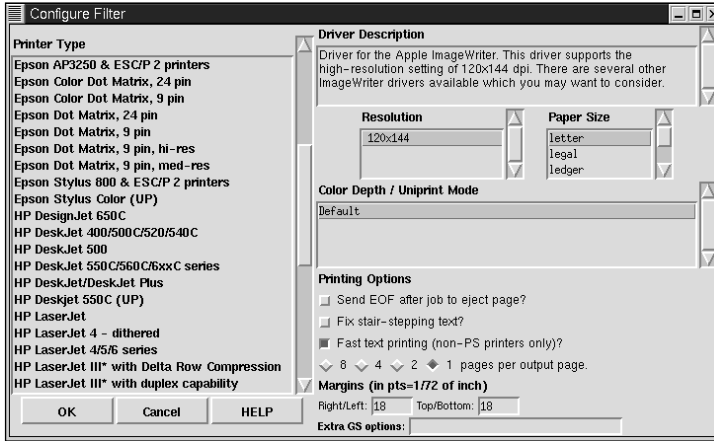 Configure Filter
Printer Type
Epson AP3250 & ESC/P 2 printers
Epson Color Dot Matrix, 24 pin
Epson Color Dot Matrix, 9 pin
Epson Dot Matrix, 24 pin
Epson Dot Matrix, 9 pin
Epson Dot Matrix, 9 pin, hi-res
Epson Dot Matrix, 9 pin, med-res
Epson Stylus 800 & ESC/P 2 printers
Epson Stylus Color (UP)
HP DesignJet 650C
HP DeskJet 400/500C/520/540C
HP DeskJet 500
HP DeskJet 550C/560C/6xxC series
HP DeskJet/DeskJet Plus
HP Deskjet 550C (UP)
HP LaserJet
HP LaserJet 4 - dithered
HP LaserJet 4/5/6 series
HP LaserJet III* with Delta Row Compression
HP LaserJet III* with duplex capability
OK
Cancel
HELP
Driver Description
Driver for the Apple ImageWriter. This driver supports the
high-resolution setting of 120x144 dpi. There are several other
ImageWriter drivers available which you may want to consider.
Resolution
120x144
Paper Size
letter
legal
ledger
Color Depth / Uniprint Mode
Default
Printing Options
Send EOF after job to eject page?
Fix stair-stepping text?
Fast text printing (non-PS printers only)?
8 4 2 1 pages per output page.
Margins (in pts=1/72 of inch)
Right/Left: 18 Top/Bottom: 18
Extra GS options: